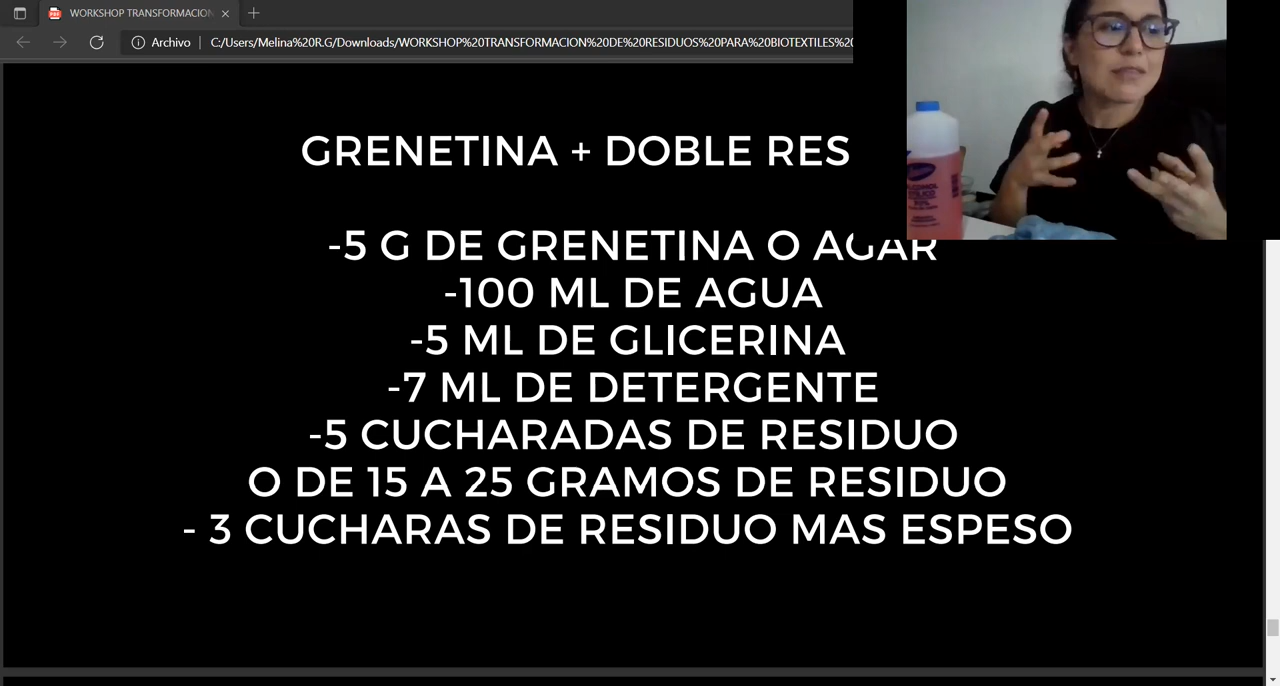 WORKSHOP TRANSFORMACION
Archivo
C:/Users/Melina%20R.G/Downloads/WORKSHOP%20TRANSFORMACION%20DE%20RESIDUOS%20PARA%20BIOTEXTILES%20
GRENETINA + DOBLE RES
-5 G DE GRENETINA O AGAR
-100 ML DE AGUA
-5 ML DE GLICERINA
-7 ML DE DETERGENTE
-5 CUCHARADAS DE RESIDUO
O DE 15 A 25 GRAMOS DE RESIDUO
- 3 CUCHARAS DE RESIDUO MAS ESPESO